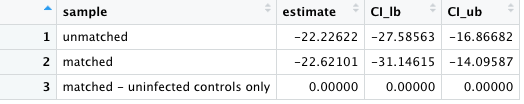 sample estimate CI_lb CI_ub
1 unmatched -22.22622 -27.58563 -16.86682
2 matched -22.62101 -31.14615 -14.09587
3 matched - uninfected controls only 0.00000 0.00000 0.00000